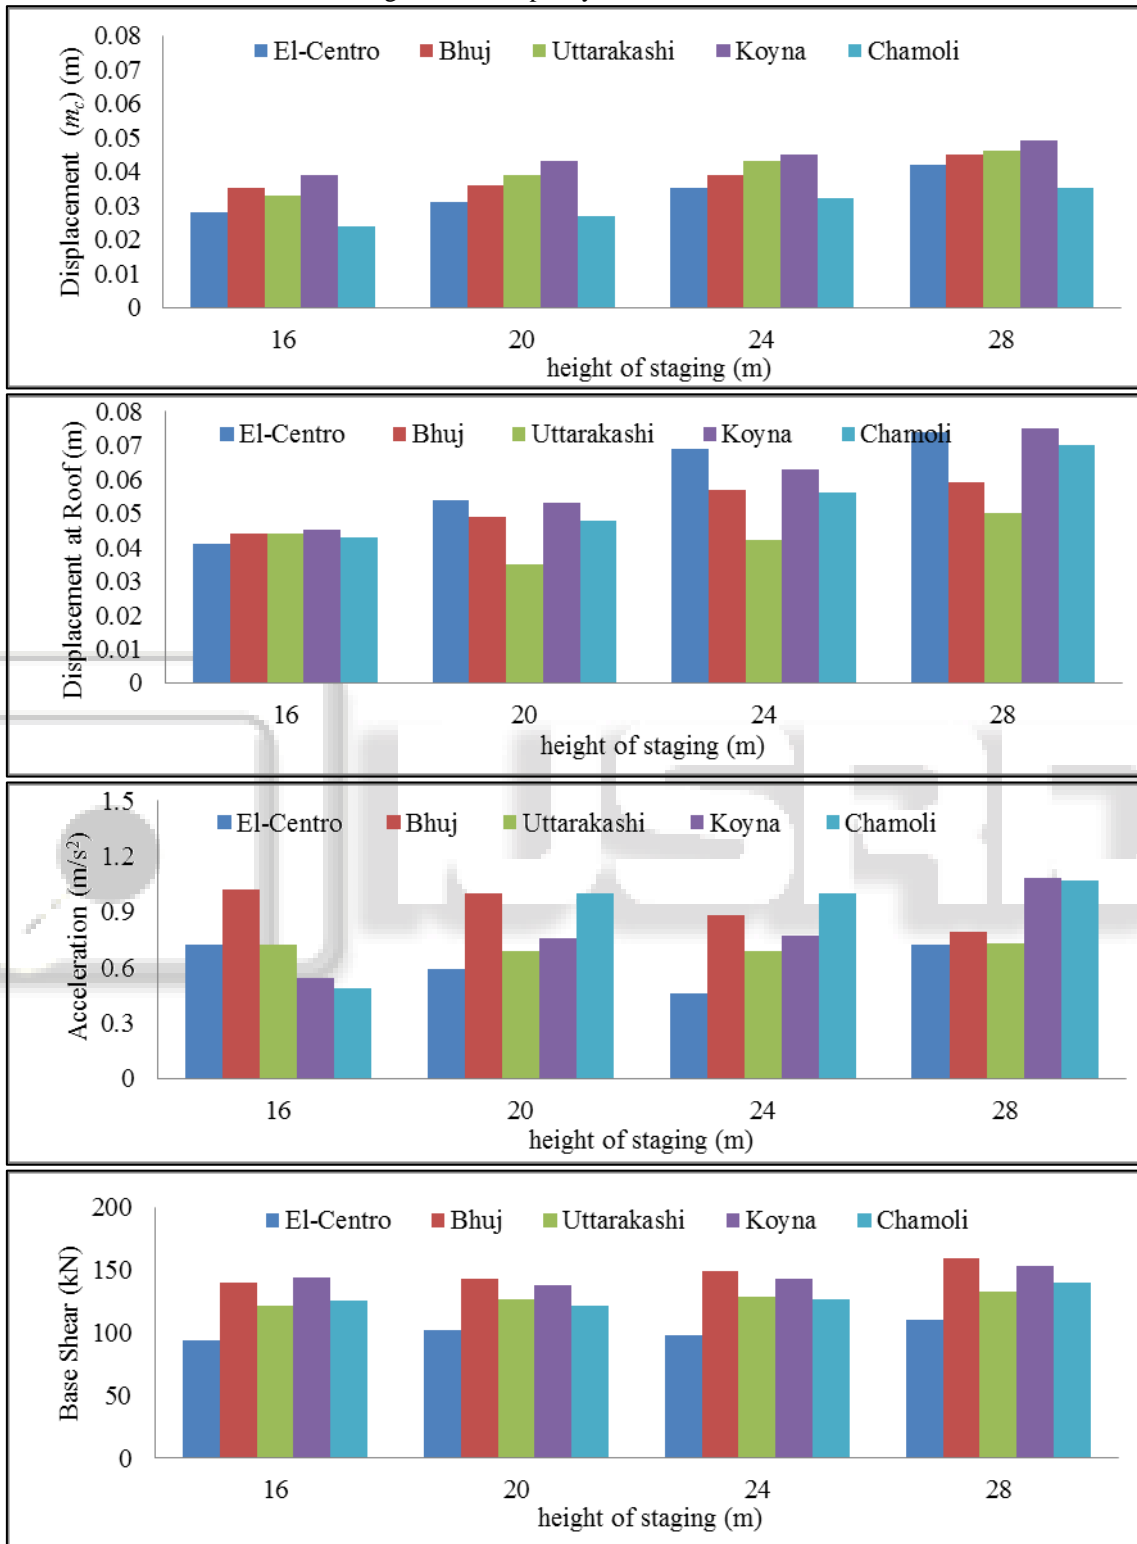 0.08
El-Centro Bhuj Uttarakashi Koyna Chamoli
0.07
0.06
0.05
0.04
0.03
0.02
0.01
0
Displacement (mc) (m)
16 20 24 28
height of staging (m)
0.08
El-Centro Bhuj Uttarakashi Koyna Chamoli
0.07
0.06
0.05
0.04
0.03
0.02
0.01
0
Displacement at Roof (m)
16 20 24 28
height of staging (m)
1.5
El-Centro Bhuj Uttarakashi Koyna Chamoli
1.2
0.9
0.6
0.3
0
Acceleration (m/s²)
16 20 24 28
height of staging (m)
200
El-Centro Bhuj Uttarakashi Koyna Chamoli
150
100
50
0
Base Shear (kN)
16 20 24 28
height of staging (m)